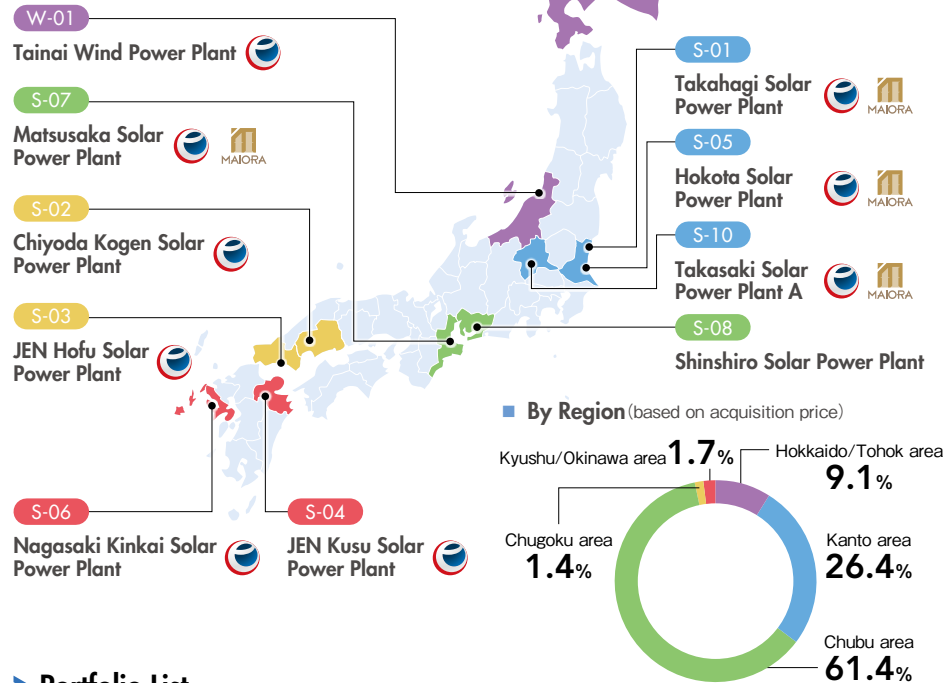 W-01
Tainai Wind Power Plant
S-07
Matsusaka Solar
Power Plant
MAIORA
S-02
Chiyoda Kogen Solar
Power Plant
S-03
JEN Hofu Solar
Power Plant
S-06
Nagasaki Kinkai Solar
Power Plant
S-04
JEN Kusu Solar
Power Plant
S-01
Takahagi Solar
Power Plant
MAIORA
S-05
Hokota Solar
Power Plant
MAIORA
S-10
Takasaki Solar
Power Plant A
MAIORA
S-08
Shinshiro Solar Power Plant
By Region (based on acquisition price)
Kyushu/Okinawa area 1.7%
Hokkaido/Tohok area
9.1%
Chugoku area
1.4%
Kanto area
26.4%
Chubu area
61.4%
Portfolio List